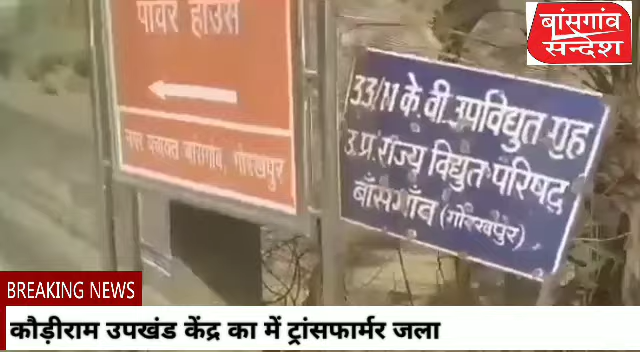 पावर हाउस
नगर पंचायत बांसगांव, गोरखपुर
33/11 के.वी.उपविद्युत गृह
उ.प्र.राज्य विद्युत परिषद्
बाँसगाँव (गोरखपुर)
बांसगांव
सन्देश
BREAKING NEWS
कौड़ीराम उपखंड केंद्र का में ट्रांसफार्मर जला